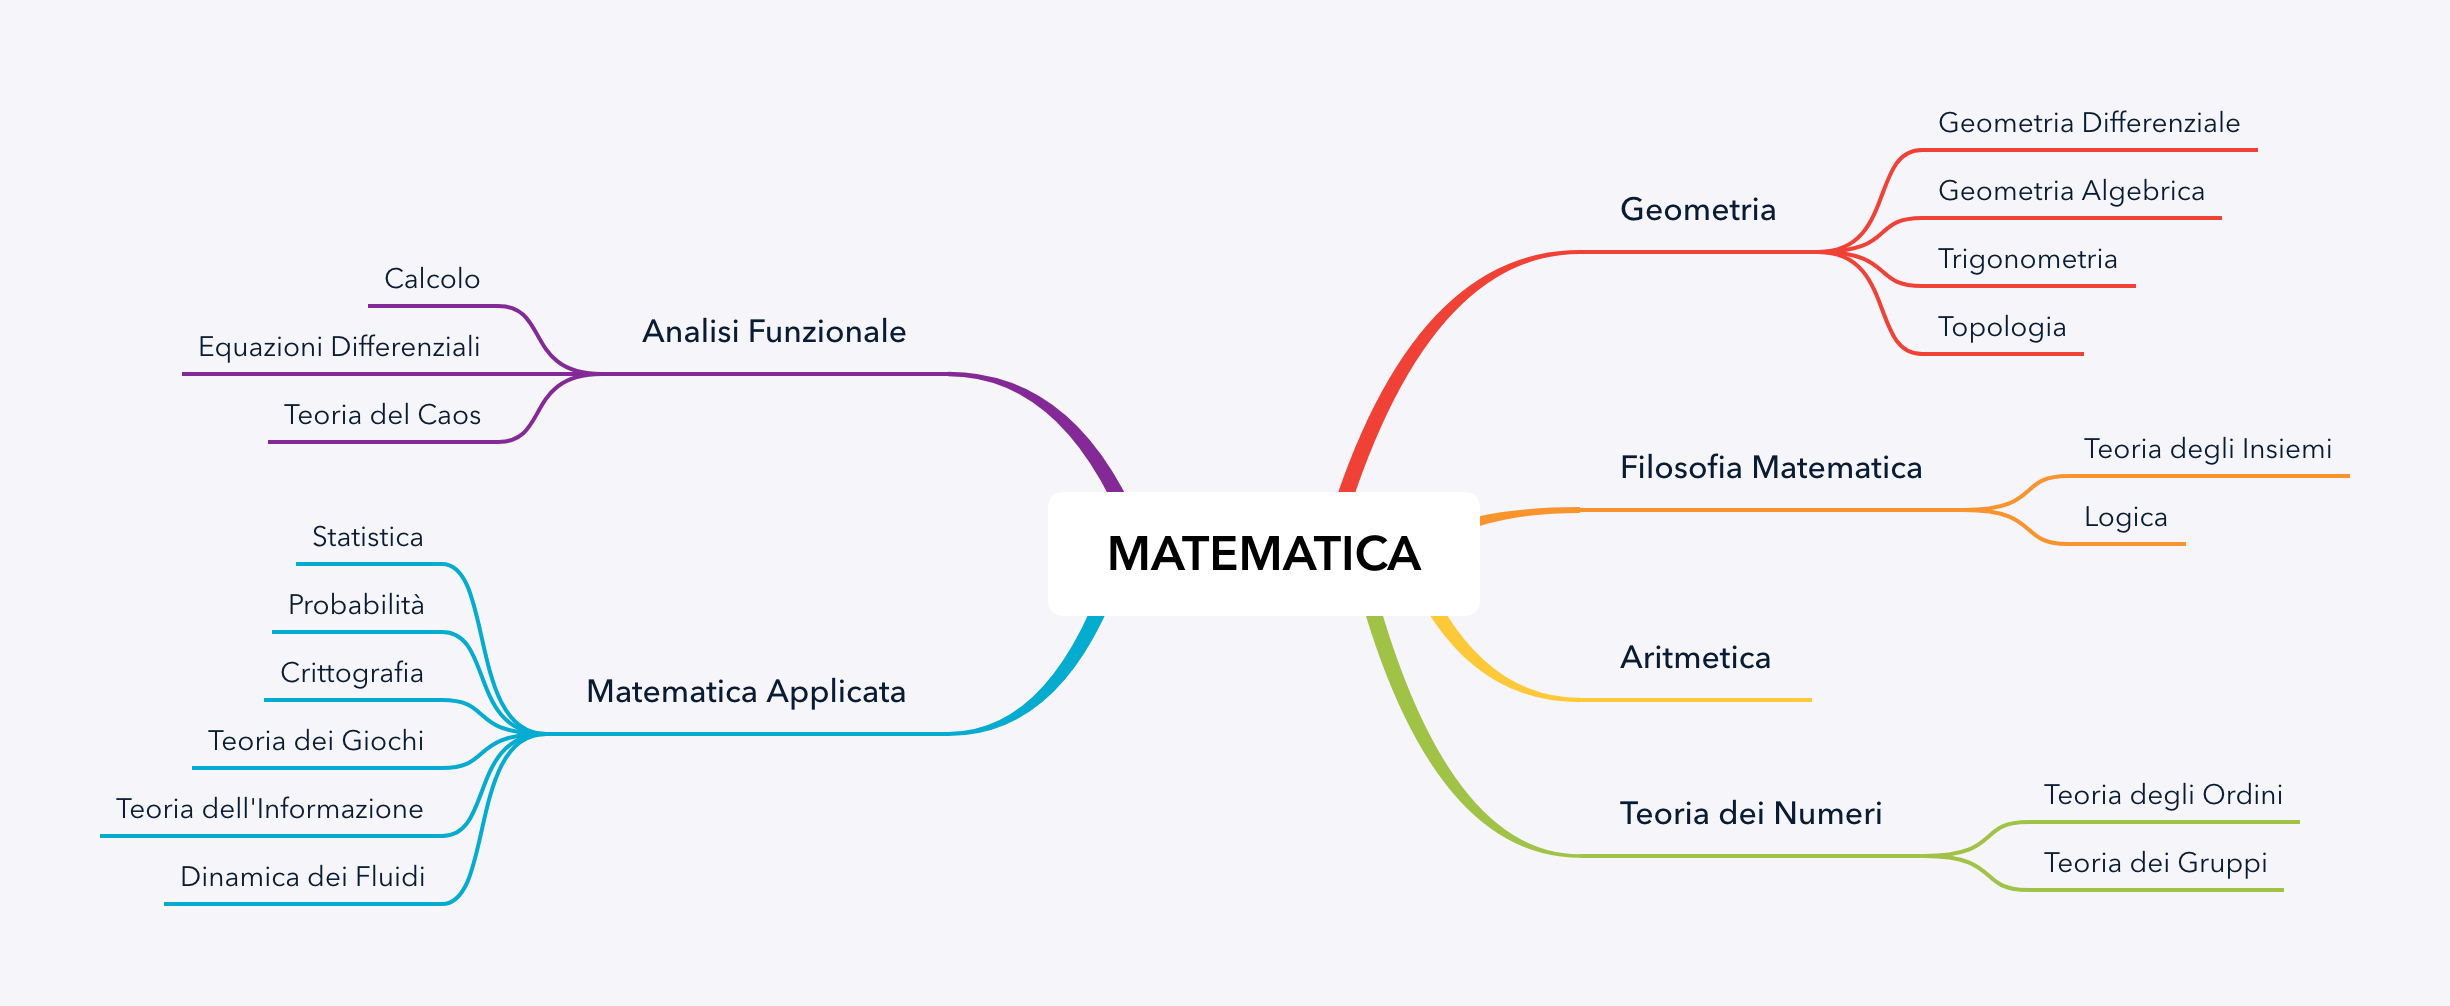 MATEMATICA
Geometria
Geometria Differenziale
Geometria Algebrica
Trigonometria
Topologia
Filosofia Matematica
Teoria degli Insiemi
Logica
Aritmetica
Teoria dei Numeri
Teoria degli Ordini
Teoria dei Gruppi
Analisi Funzionale
Calcolo
Equazioni Differenziali
Teoria del Caos
Matematica Applicata
Statistica
Probabilità
Crittografia
Teoria dei Giochi
Teoria dell'Informazione
Dinamica dei Fluidi